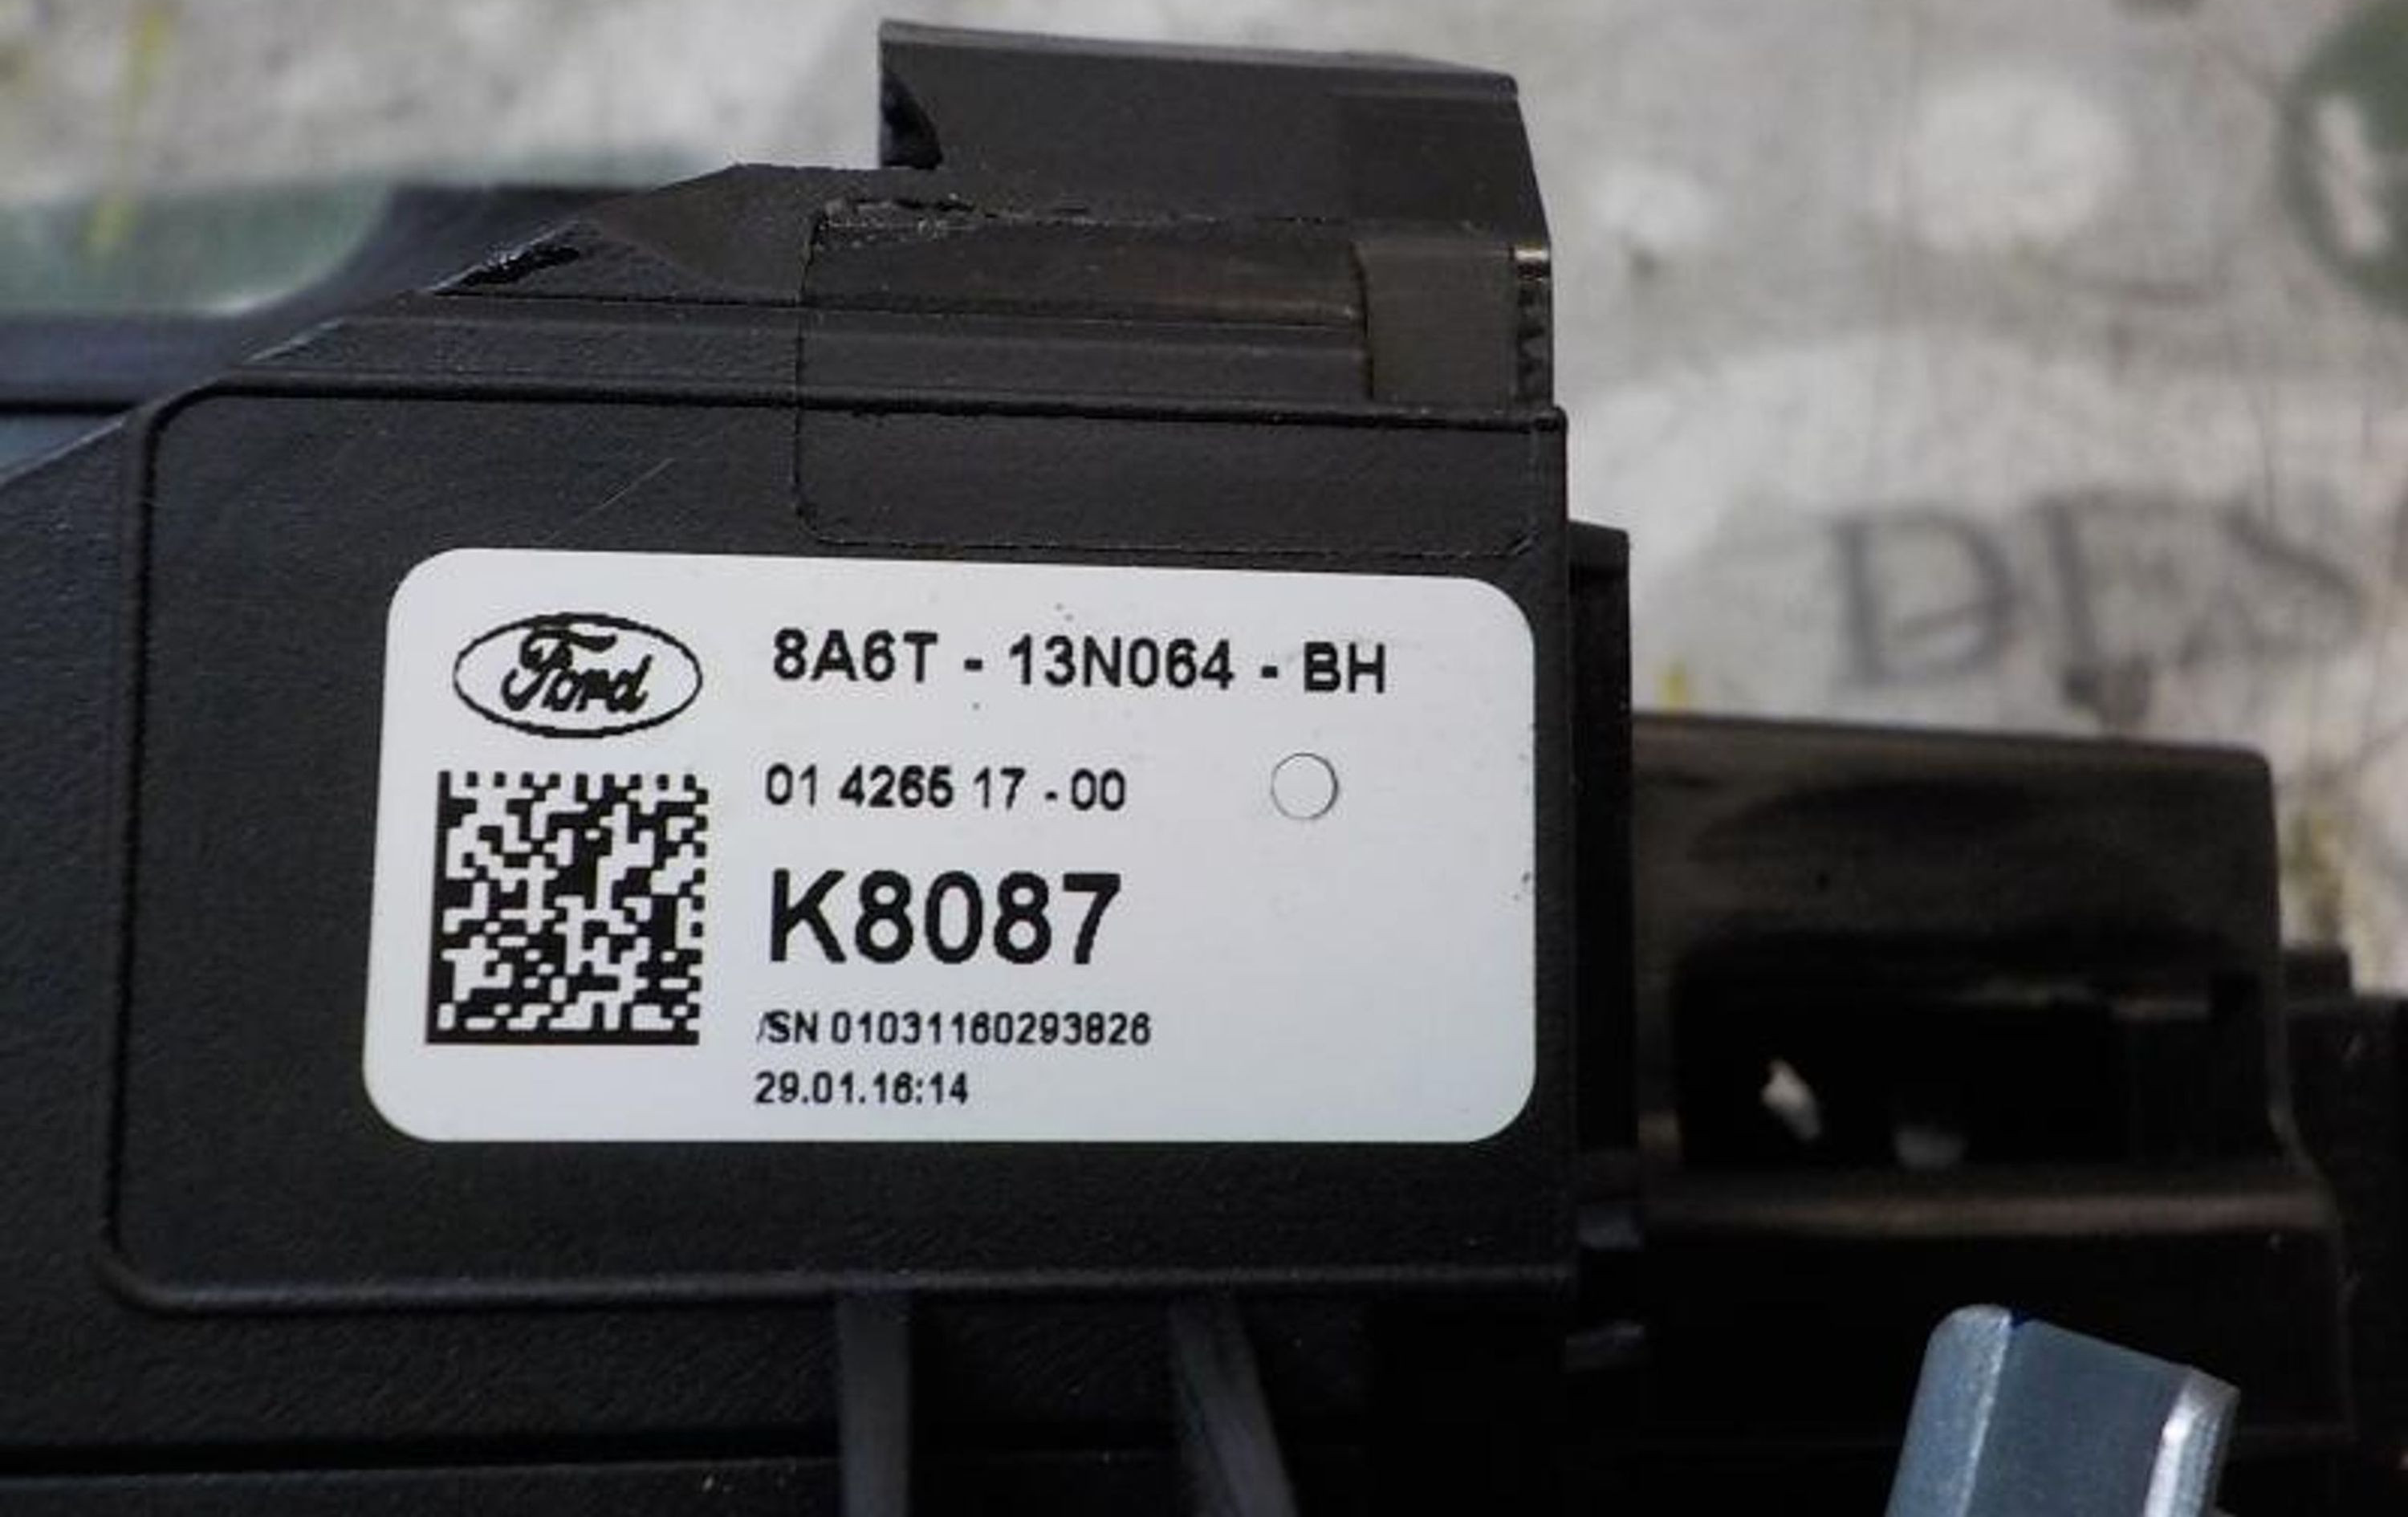 Ford
8A6T - 13N064 - BH
01 4265 17 - 00
K8087
/SN 01031160293826
29.01.16:14